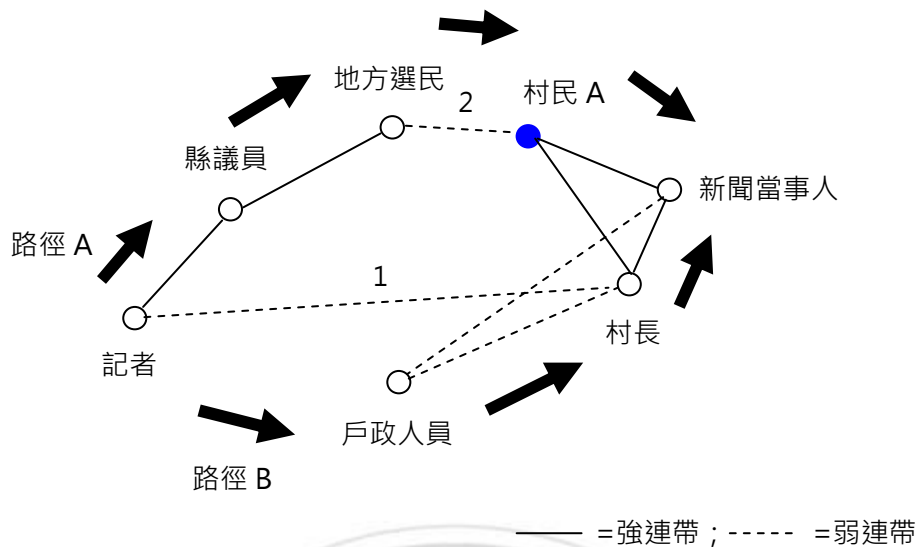 地方選民
2
村民 A
縣議員
新聞當事人
路徑 A
1
村長
記者
戶政人員
路徑 B
=強連帶；
=弱連帶